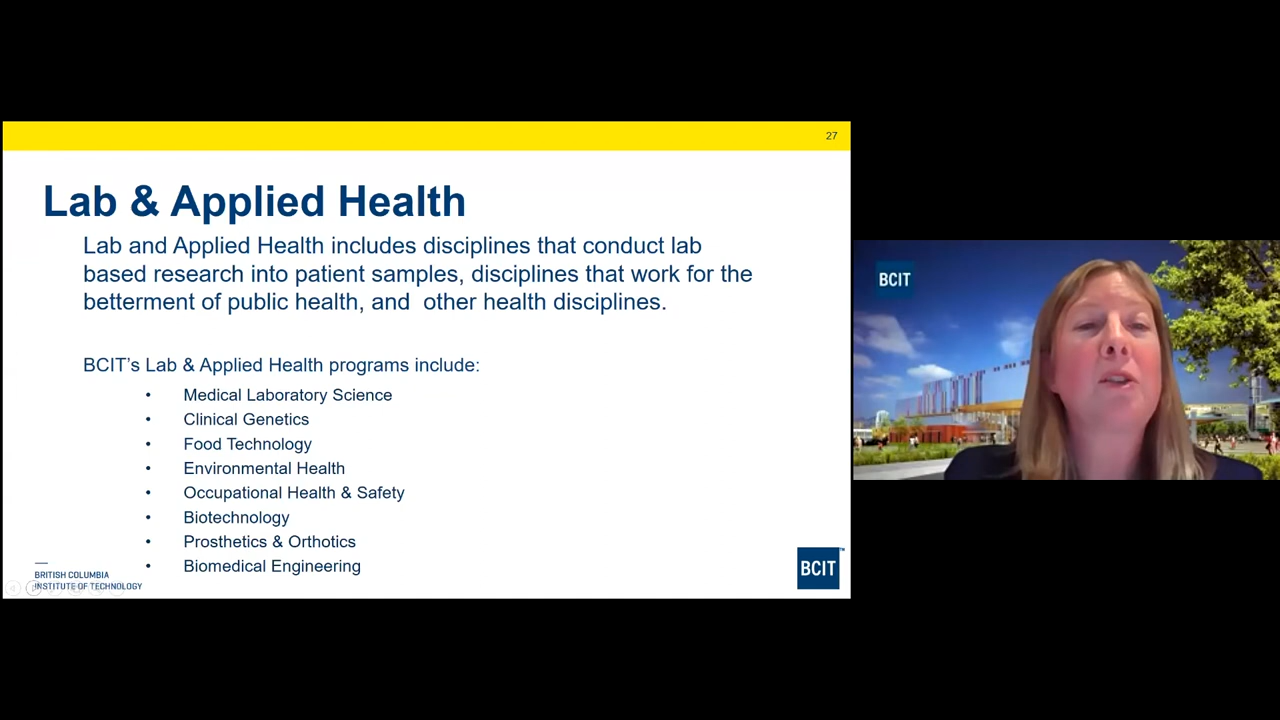 27
Lab & Applied Health
Lab and Applied Health includes disciplines that conduct lab
based research into patient samples, disciplines that work for the
betterment of public health, and  other health disciplines.
BCIT’s Lab & Applied Health programs include:
• Medical Laboratory Science
• Clinical Genetics
• Food Technology
• Environmental Health
• Occupational Health & Safety
• Biotechnology
• Prosthetics & Orthotics
• Biomedical Engineering
BRITISH COLUMBIA
INSTITUTE OF TECHNOLOGY
BCIT™
BCIT